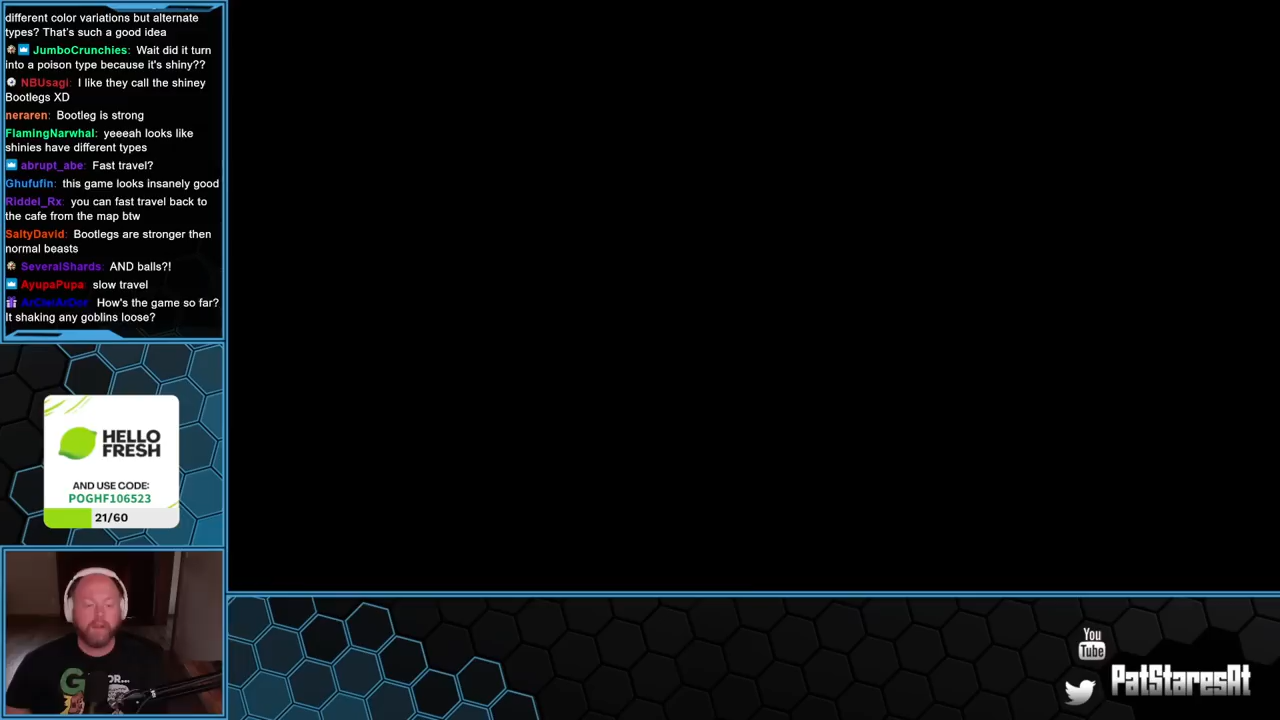 different color variations but alternate
types? That's such a good idea
JumboCrunchies: Wait did it turn
into a poison type because it's shiny??
NBUsagi: I like they call the shiney
Bootlegs XD
neraren: Bootleg is strong
FlamingNarwhal: yeeeah looks like
shinies have different types
abrupt_abe: Fast travel?
Ghufufin: this game looks insanely good
Riddel_Rx: you can fast travel back to
the cafe from the map btw
SaltyDavid: Bootlegs are stronger then
normal beasts
SeveralShards: AND balls?!
AyupaPupa: slow travel
How's the game so far?
It shaking any goblins loose?
HELLO
FRESH
AND USE CODE:
POGHF106523
21/60
G
OR...
You
Tube
PatStaresAt